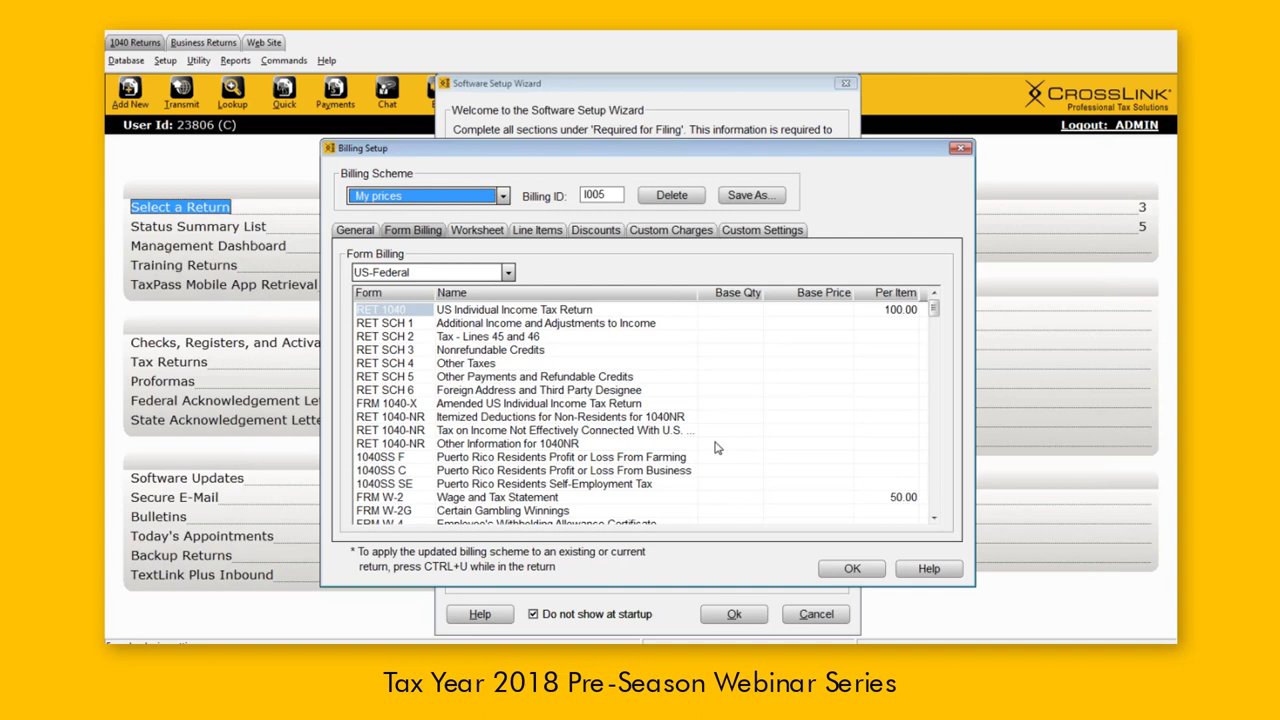 1040 Returns Business Returns Web Site
Database Setup Utility Reports Commands Help
Add New Transmit Lookup Quick Payments Chat
CROSSLINK
Professional Tax Solutions
User Id: 23806 (C)
Logout: ADMIN
Software Setup Wizard
Welcome to the Software Setup Wizard
Complete all sections under 'Required for Filing'. This information is required to
Select a Return
Status Summary List
Management Dashboard
Training Returns
TaxPass Mobile App Retrieval
Checks, Registers, and Activa
Tax Returns
Proformas
Federal Acknowledgement Le
State Acknowledgement Lette
Software Updates
Secure E-Mail
Bulletins
Today's Appointments
Backup Returns
TextLink Plus Inbound
3
5
Billing Setup
Billing Scheme
My prices Billing ID: I005 Delete Save As...
General Form Billing Worksheet Line Items Discounts Custom Charges Custom Settings
Form Billing
US-Federal
Form Name Base Qty Base Price Per Item
RET 1040 US Individual Income Tax Return 100.00
RET SCH 1 Additional Income and Adjustments to Income
RET SCH 2 Tax - Lines 45 and 46
RET SCH 3 Nonrefundable Credits
RET SCH 4 Other Taxes
RET SCH 5 Other Payments and Refundable Credits
RET SCH 6 Foreign Address and Third Party Designee
FRM 1040-X Amended US Individual Income Tax Return
RET 1040-NR Itemized Deductions for Non-Residents for 1040NR
RET 1040-NR Tax on Income Not Effectively Connected With U.S. ...
RET 1040-NR Other Information for 1040NR
1040SS F Puerto Rico Residents Profit or Loss From Farming
1040SS C Puerto Rico Residents Profit or Loss From Business
1040SS SE Puerto Rico Residents Self-Employment Tax
FRM W-2 Wage and Tax Statement 50.00
FRM W-2G Certain Gambling Winnings
FRM W-4 Employee's Withholding Allowance Certificate
* To apply the updated billing scheme to an existing or current
return, press CTRL+U while in the return
OK Help
Help Do not show at startup Ok Cancel
Tax Year 2018 Pre-Season Webinar Series